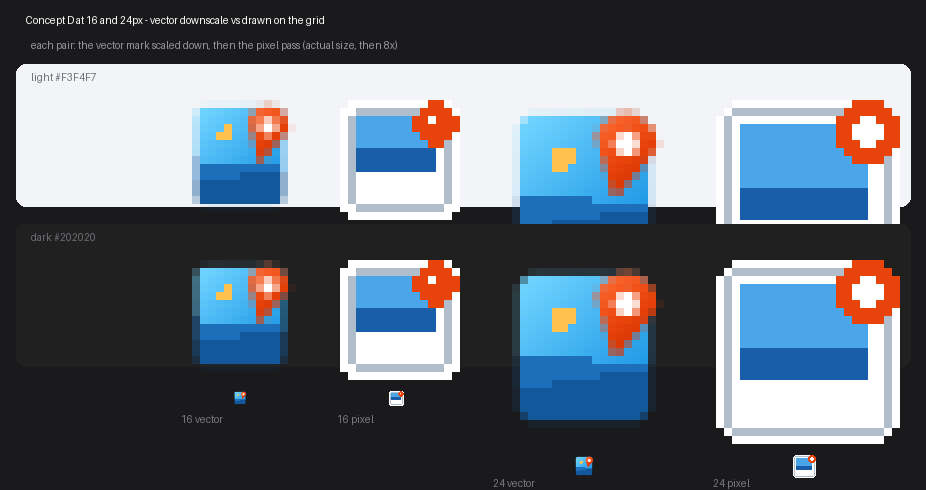 Concept D at 16 and 24px - vector downscale vs drawn on the grid
each pair: the vector mark scaled down, then the pixel pass (actual size, then 8x)
light #F3F4F7
dark #202020
16 vector
16 pixel
24 vector
24 pixel